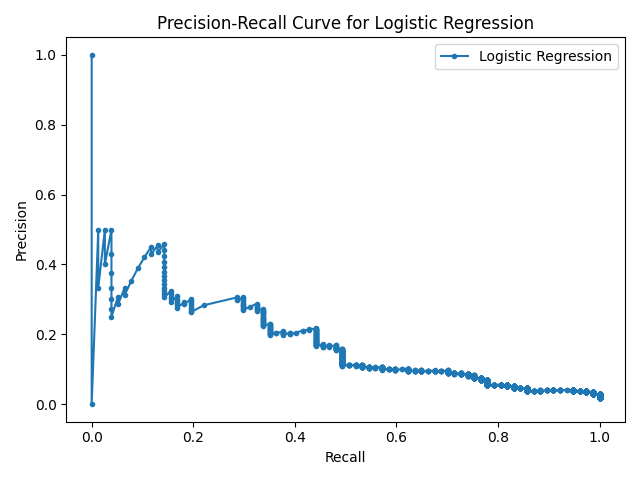 Precision-Recall Curve for Logistic Regression
Logistic Regression
Precision
1.0
0.8
0.6
0.4
0.2
0.0
0.0 0.2 0.4 0.6 0.8 1.0
Recall